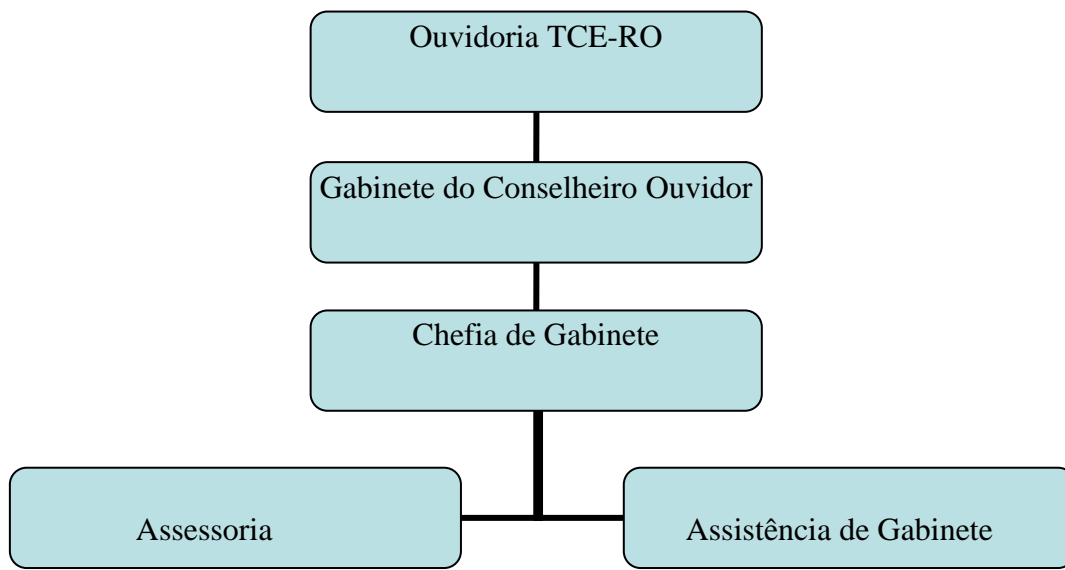 Ouvidoria TCE-RO
Gabinete do Conselheiro Ouvidor
Chefia de Gabinete
Assessoria
Assistência de Gabinete